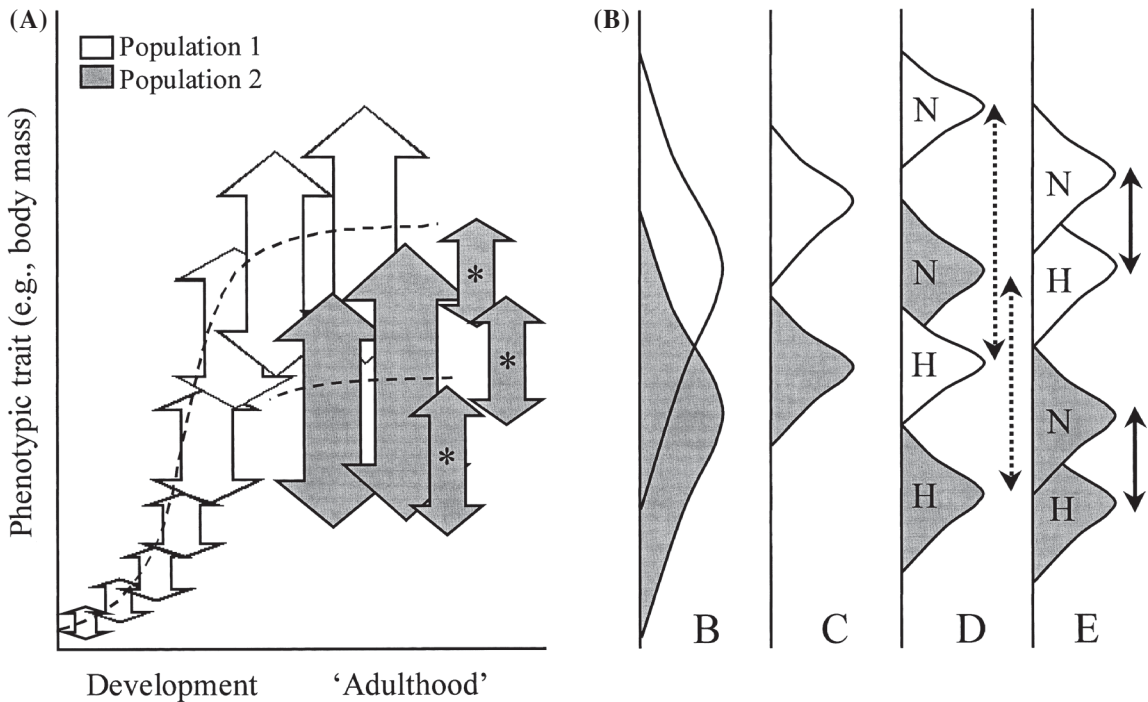 (A)
Population 1
Population 2
Phenotypic trait (e.g., body mass)
*
*
*
Development
'Adulthood'
(B)
N
N
N
H
N
H
H
H
B
C
D
E